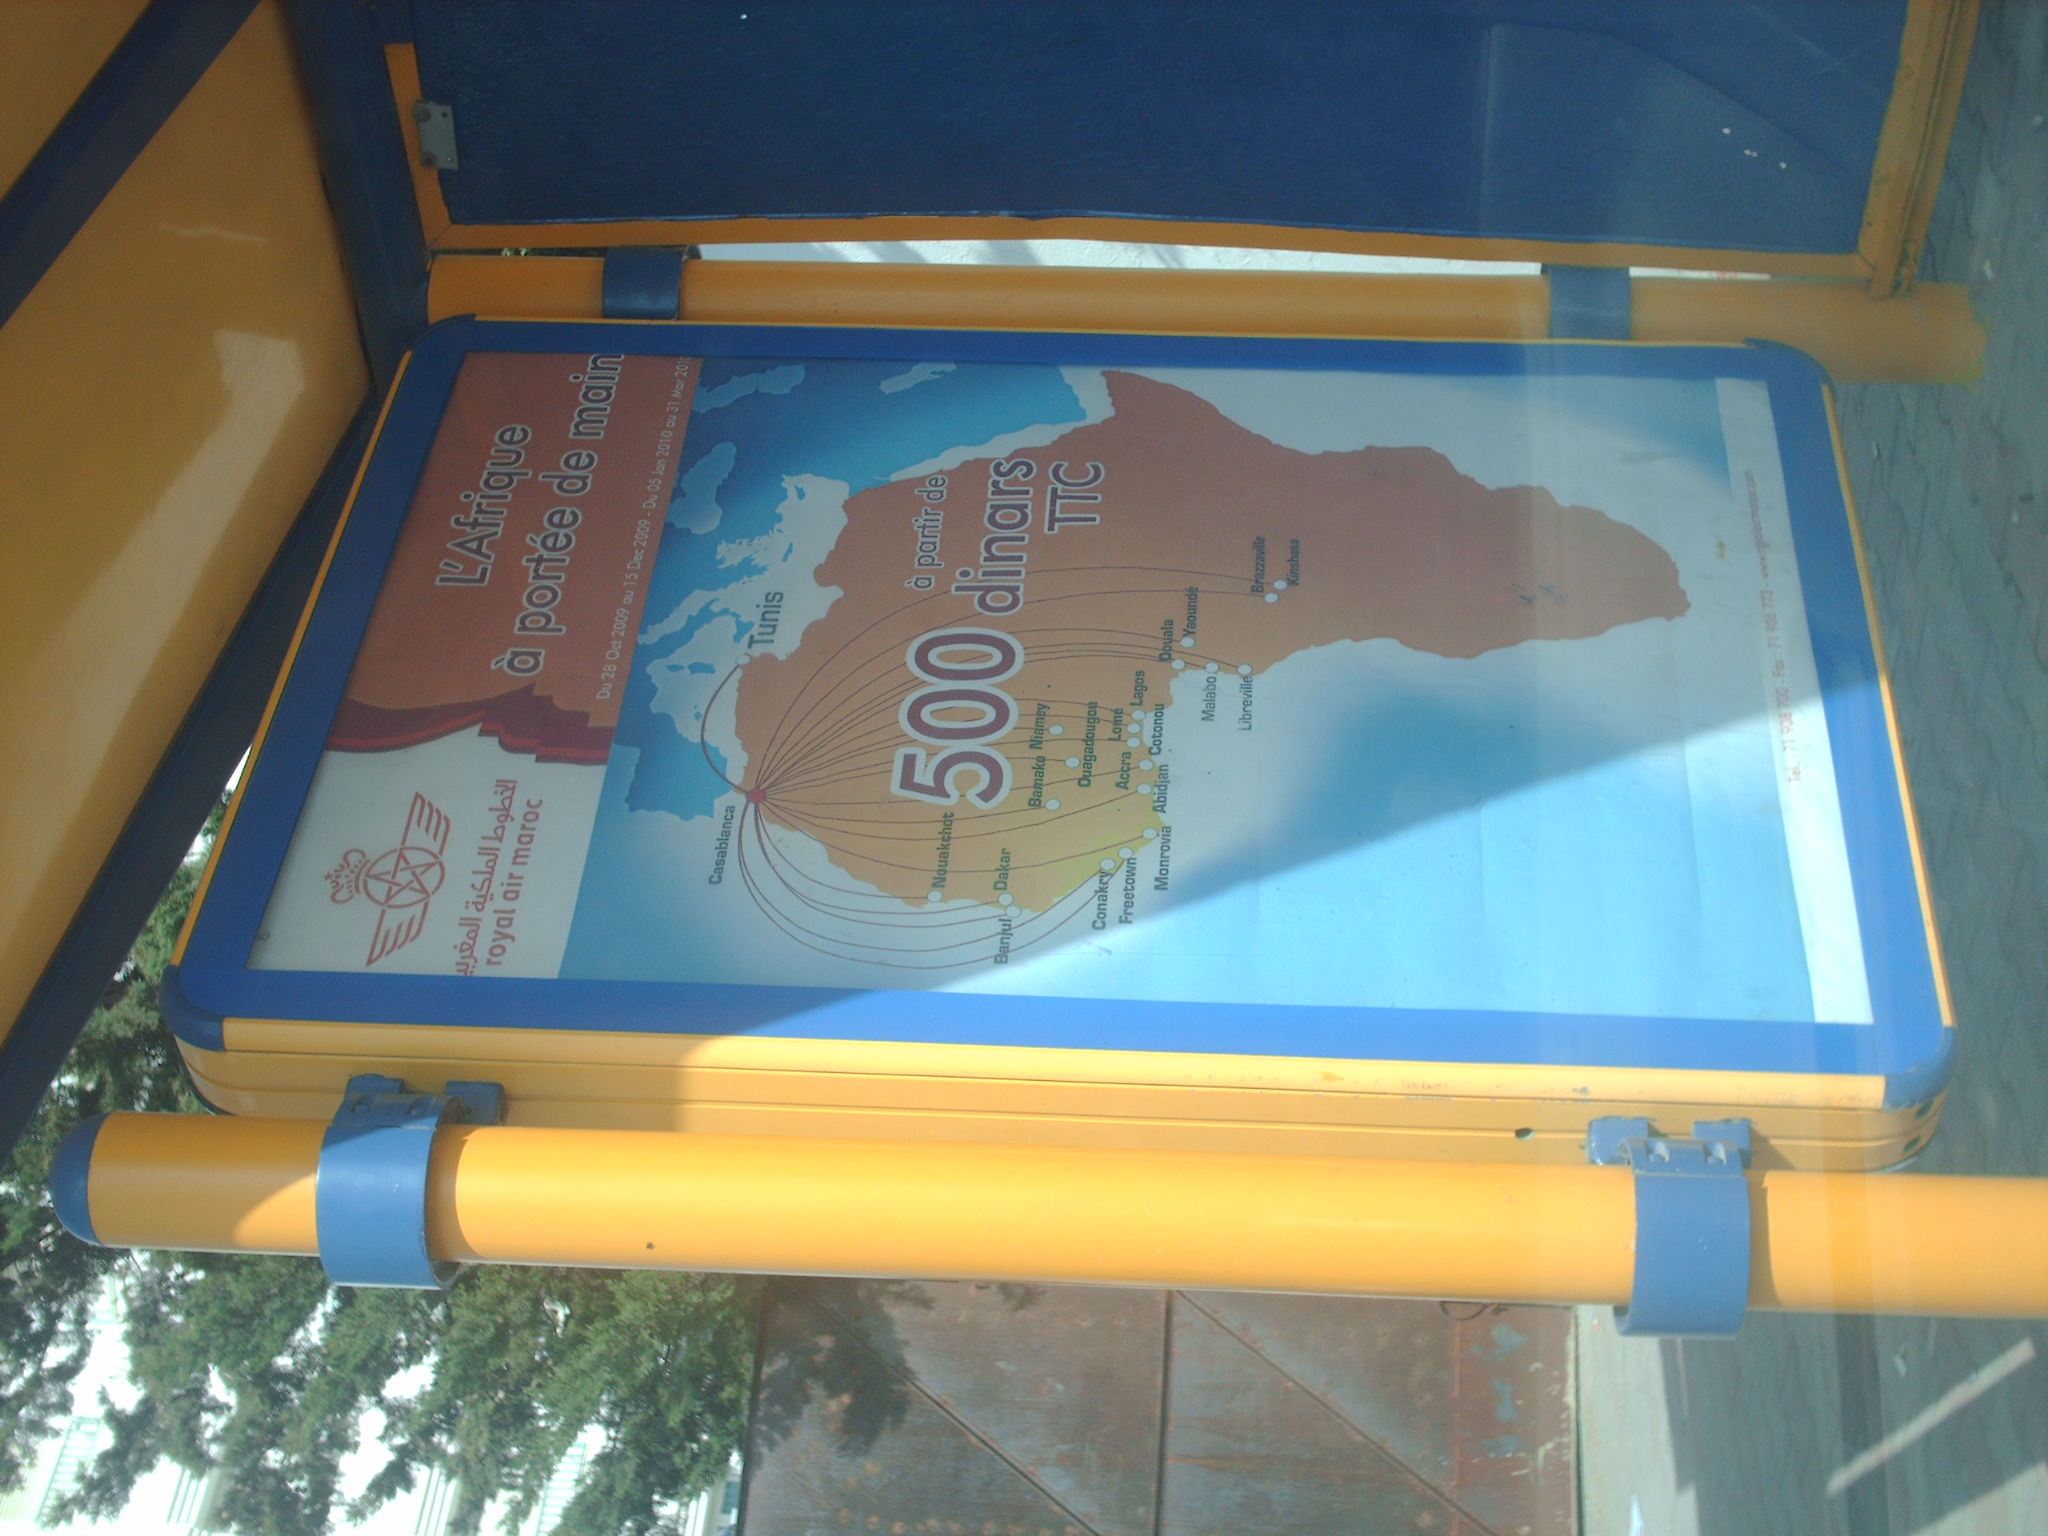 الخطوط الملكية المغربية
royal air maroc
L'Afrique
à portée de main
Du 28 Oct 2009 au 15 Dec 2009 - Du 05 Jan 2010 au 31 Mar
Tunis
Casablanca
à partir de
500 dinars
TTC
Nouakchot
Dakar
Banjul
Bamako
Niamey
Ouagadougou
Conakry
Freetown
Monrovia
Abidjan
Accra
Lomé
Cotonou
Lagos
Douala
Yaoundé
Malabo
Libreville
Brazzaville
Kinshasa